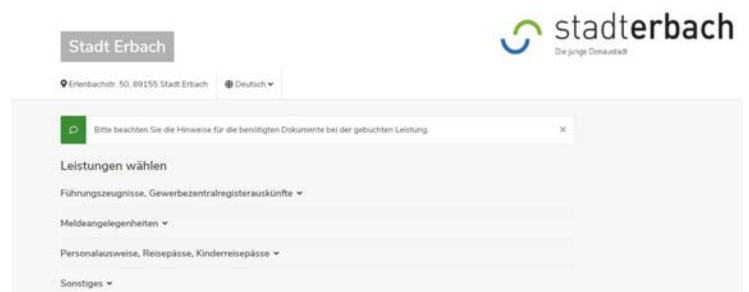 Stadt Erbach
stadterbach
Die junge Donaustadt
Erlenbachstr. 50, 89155 Stadt Erbach
Deutsch
Bitte beachten Sie die Hinweise für die benötigten Dokumente bei der gebuchten Leistung.
Leistungen wählen
Führungszeugnisse, Gewerbezentralregisterauskünfte
Meldeangelegenheiten
Personalausweise, Reisepässe, Kinderreisepässe
Sonstiges